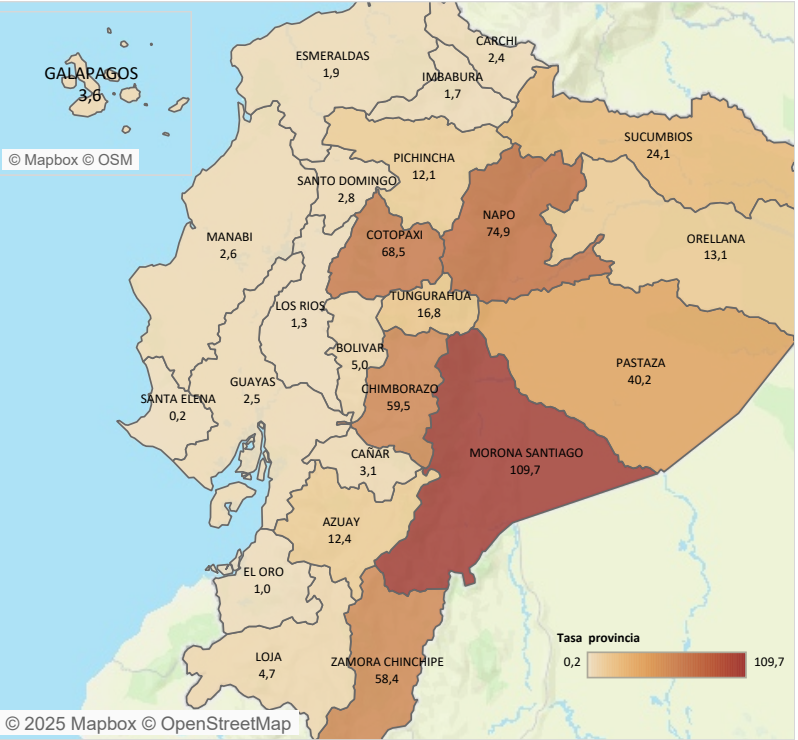 CARCHI
2,4
ESMERALDAS
1,9
GALAPAGOS
3,6
IMBABURA
1,7
SUCUMBIOS
24,1
© Mapbox © OSM
PICHINCHA
12,1
SANTO DOMINGO
2,8
NAPO
74,9
COTOPAXI
68,5
MANABI
2,6
ORELLANA
13,1
TUNGURAHUA
16,8
LOS RIOS
1,3
BOLIVAR
5,0
PASTAZA
40,2
GUAYAS
2,5
CHIMBORAZO
59,5
SANTA ELENA
0,2
CAÑAR
3,1
MORONA SANTIAGO
109,7
AZUAY
12,4
EL ORO
1,0
LOJA
4,7
ZAMORA CHINCHIPE
58,4
Tasa provincia
0,2 109,7
© 2025 Mapbox © OpenStreetMap